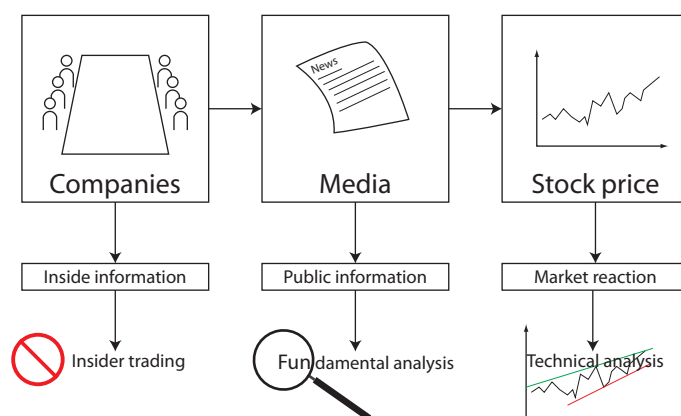 News
Companies
Media
Stock price
Inside information
Public information
Market reaction
Insider trading
Fundamental analysis
Technical analysis